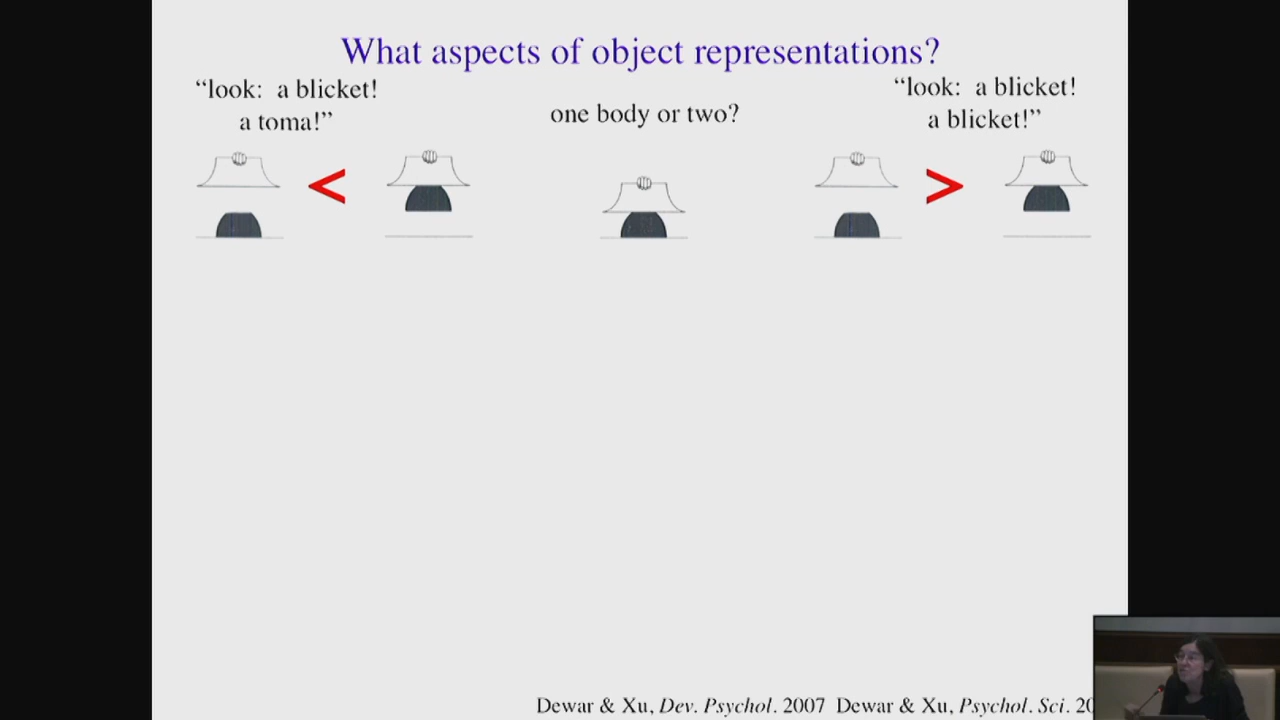 What aspects of object representations?
“look: a blicket!
a toma!”
one body or two?
“look: a blicket!
a blicket!”
<
>
Dewar & Xu, Dev. Psychol. 2007 Dewar & Xu, Psychol. Sci. 20